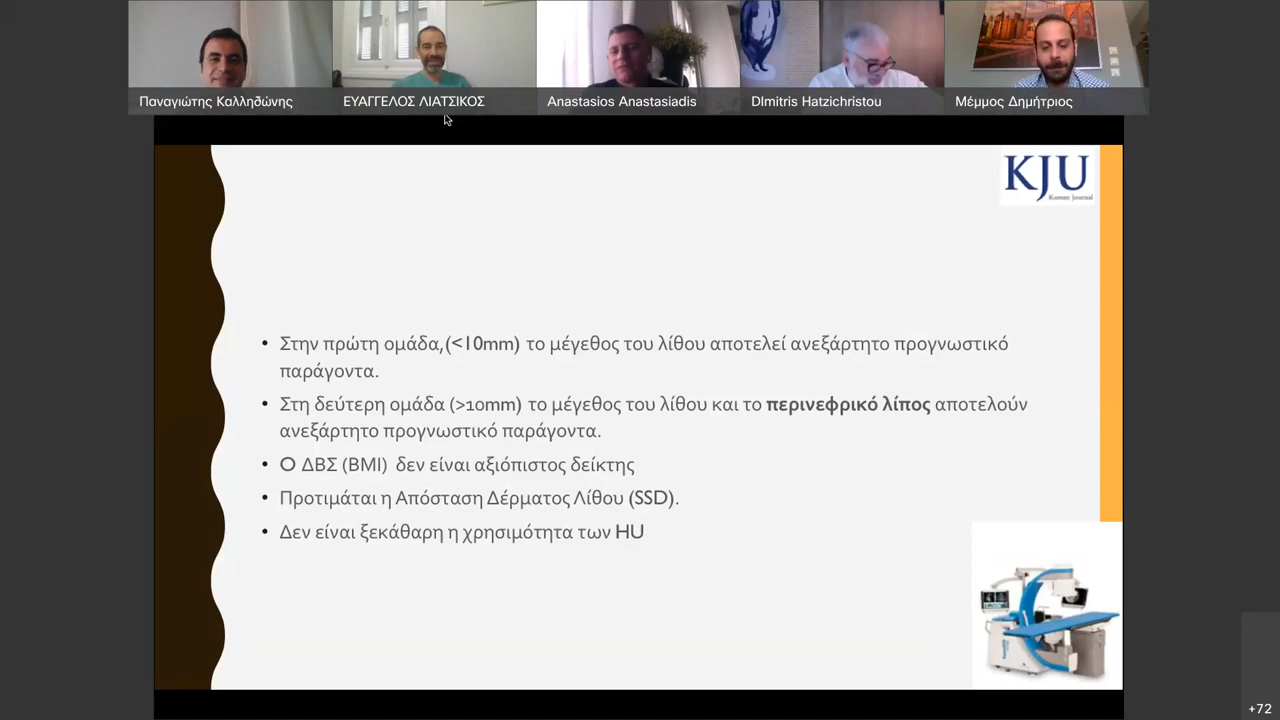 Παναγιώτης Καλληδώνης
ΕΥΑΓΓΕΛΟΣ ΛΙΑΤΣΙΚΟΣ
Anastasios Anastasiadis
DImitris Hatzichristou
Μέμμος Δημήτριος
KJU
Korean Journal
• Στην πρώτη ομάδα,(<10mm) το μέγεθος του λίθου αποτελεί ανεξάρτητο προγνωστικό
παράγοντα.
• Στη δεύτερη ομάδα (>10mm) το μέγεθος του λίθου και το περινεφρικό λίπος αποτελούν
ανεξάρτητο προγνωστικό παράγοντα.
• Ο ΔΒΣ (BMI) δεν είναι αξιόπιστος δείκτης
• Προτιμάται η Απόσταση Δέρματος Λίθου (SSD).
• Δεν είναι ξεκάθαρη η χρησιμότητα των HU
+72